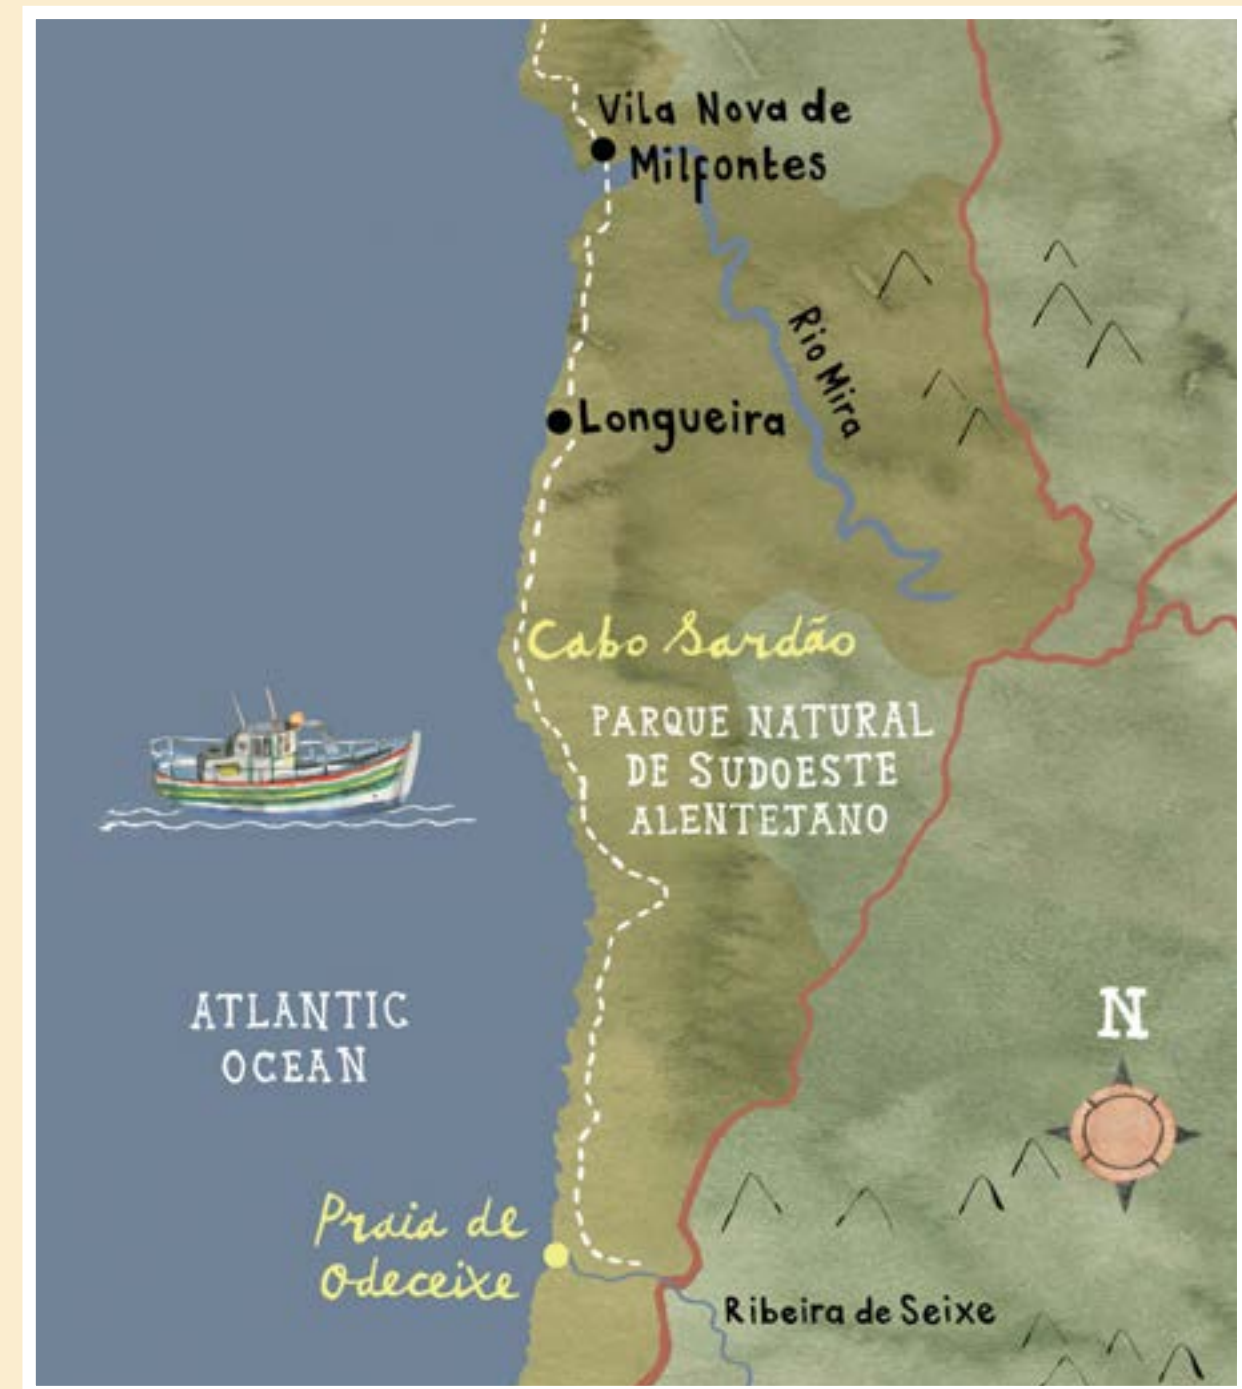 Vila Nova de
Milfontes
Rio Mira
Longueira
Cabo Sardão
PARQUE NATURAL
DE SUDOESTE
ALENTEJANO
ATLANTIC
OCEAN
N
Praia de
Odeceixe
Ribeira de Seixe